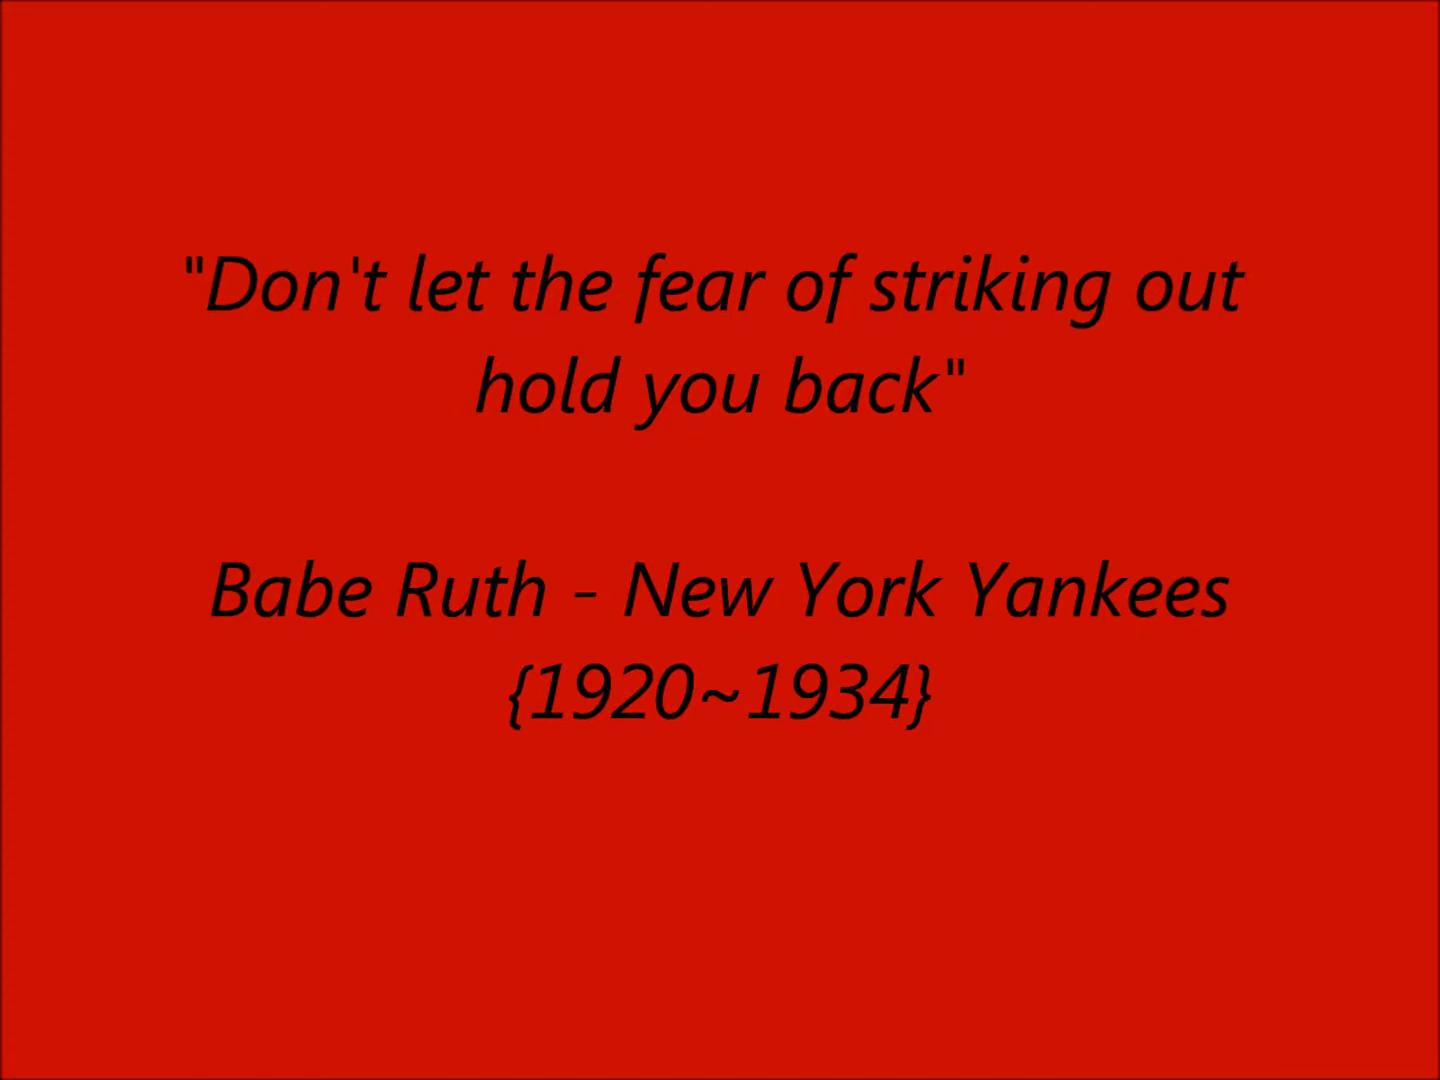 "Don't let the fear of striking out
hold you back"
Babe Ruth - New York Yankees
{1920~1934}